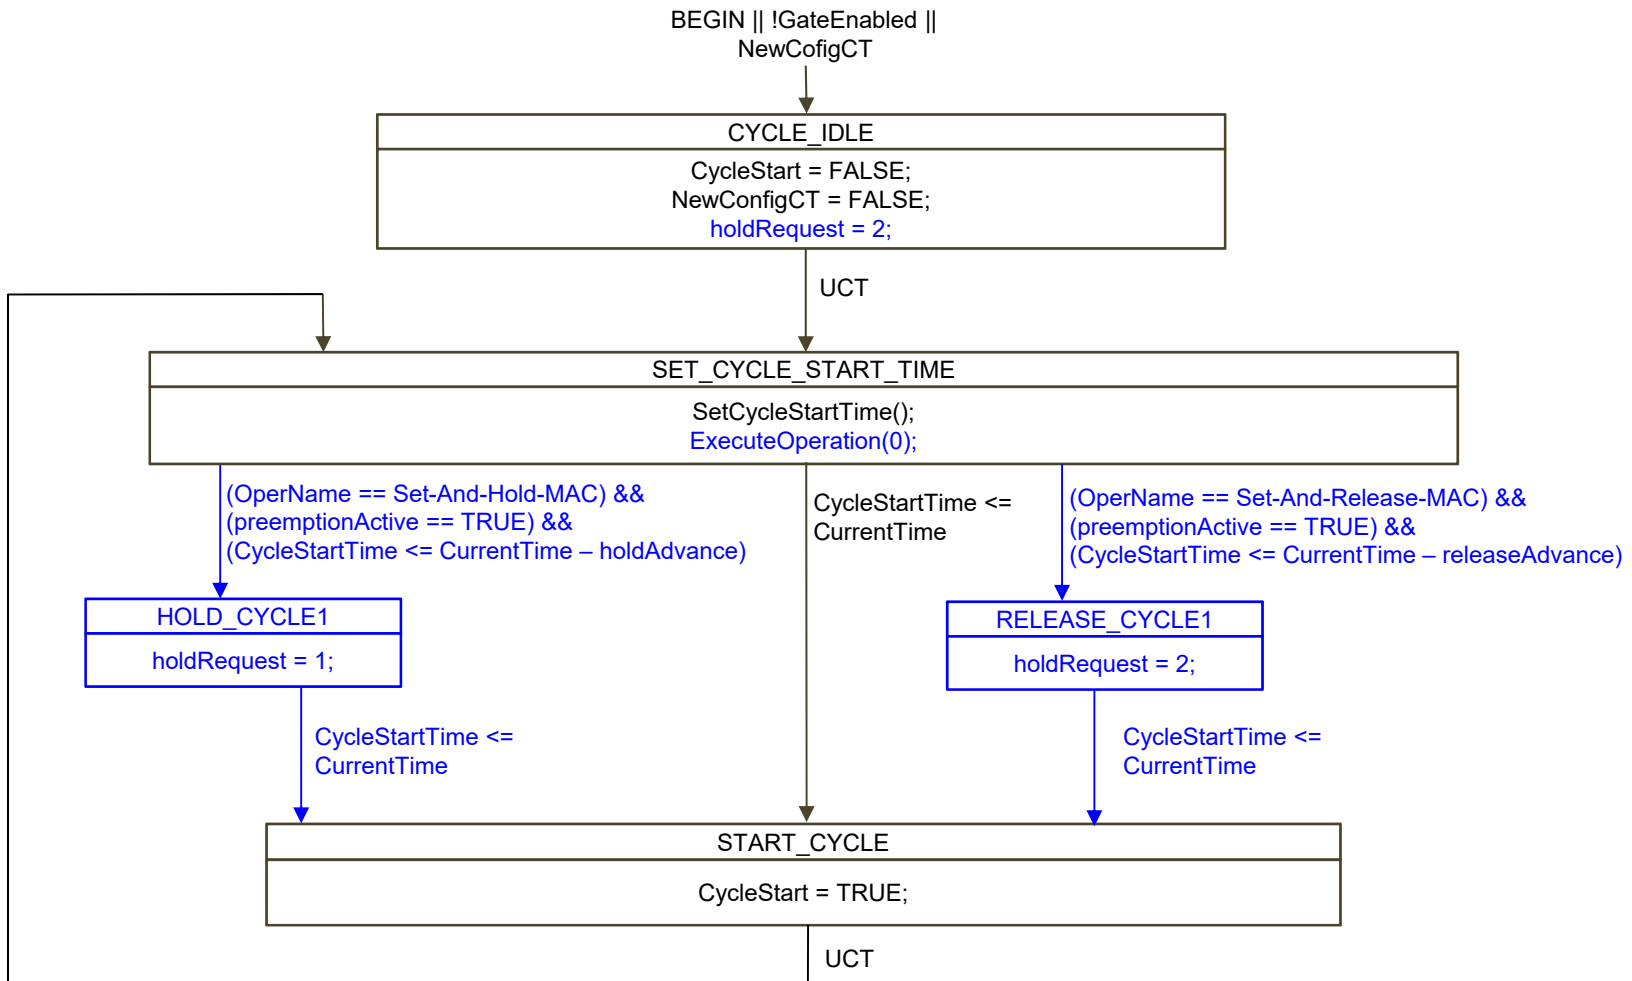 BEGIN || !GateEnabled ||
NewCofigCT
CYCLE_IDLE
CycleStart = FALSE;
NewConfigCT = FALSE;
holdRequest = 2;
UCT
SET_CYCLE_START_TIME
SetCycleStartTime();
ExecuteOperation(0);
(OperName == Set-And-Hold-MAC) &&
(preemptionActive == TRUE) &&
(CycleStartTime <= CurrentTime – holdAdvance)
CycleStartTime <=
CurrentTime
(OperName == Set-And-Release-MAC) &&
(preemptionActive == TRUE) &&
(CycleStartTime <= CurrentTime – releaseAdvance)
HOLD_CYCLE1
holdRequest = 1;
RELEASE_CYCLE1
holdRequest = 2;
CycleStartTime <=
CurrentTime
CycleStartTime <=
CurrentTime
START_CYCLE
CycleStart = TRUE;
UCT